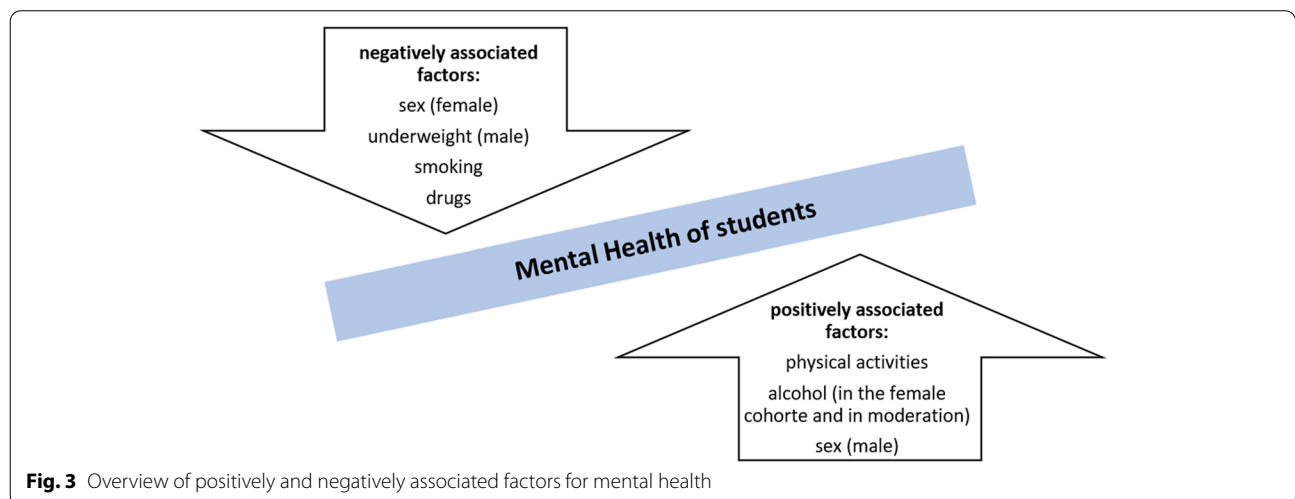 negatively associated
factors:
sex (female)
underweight (male)
smoking
drugs
Mental Health of students
positively associated
factors:
physical activities
alcohol (in the female
cohorte and in moderation)
sex (male)
Fig. 3 Overview of positively and negatively associated factors for mental health